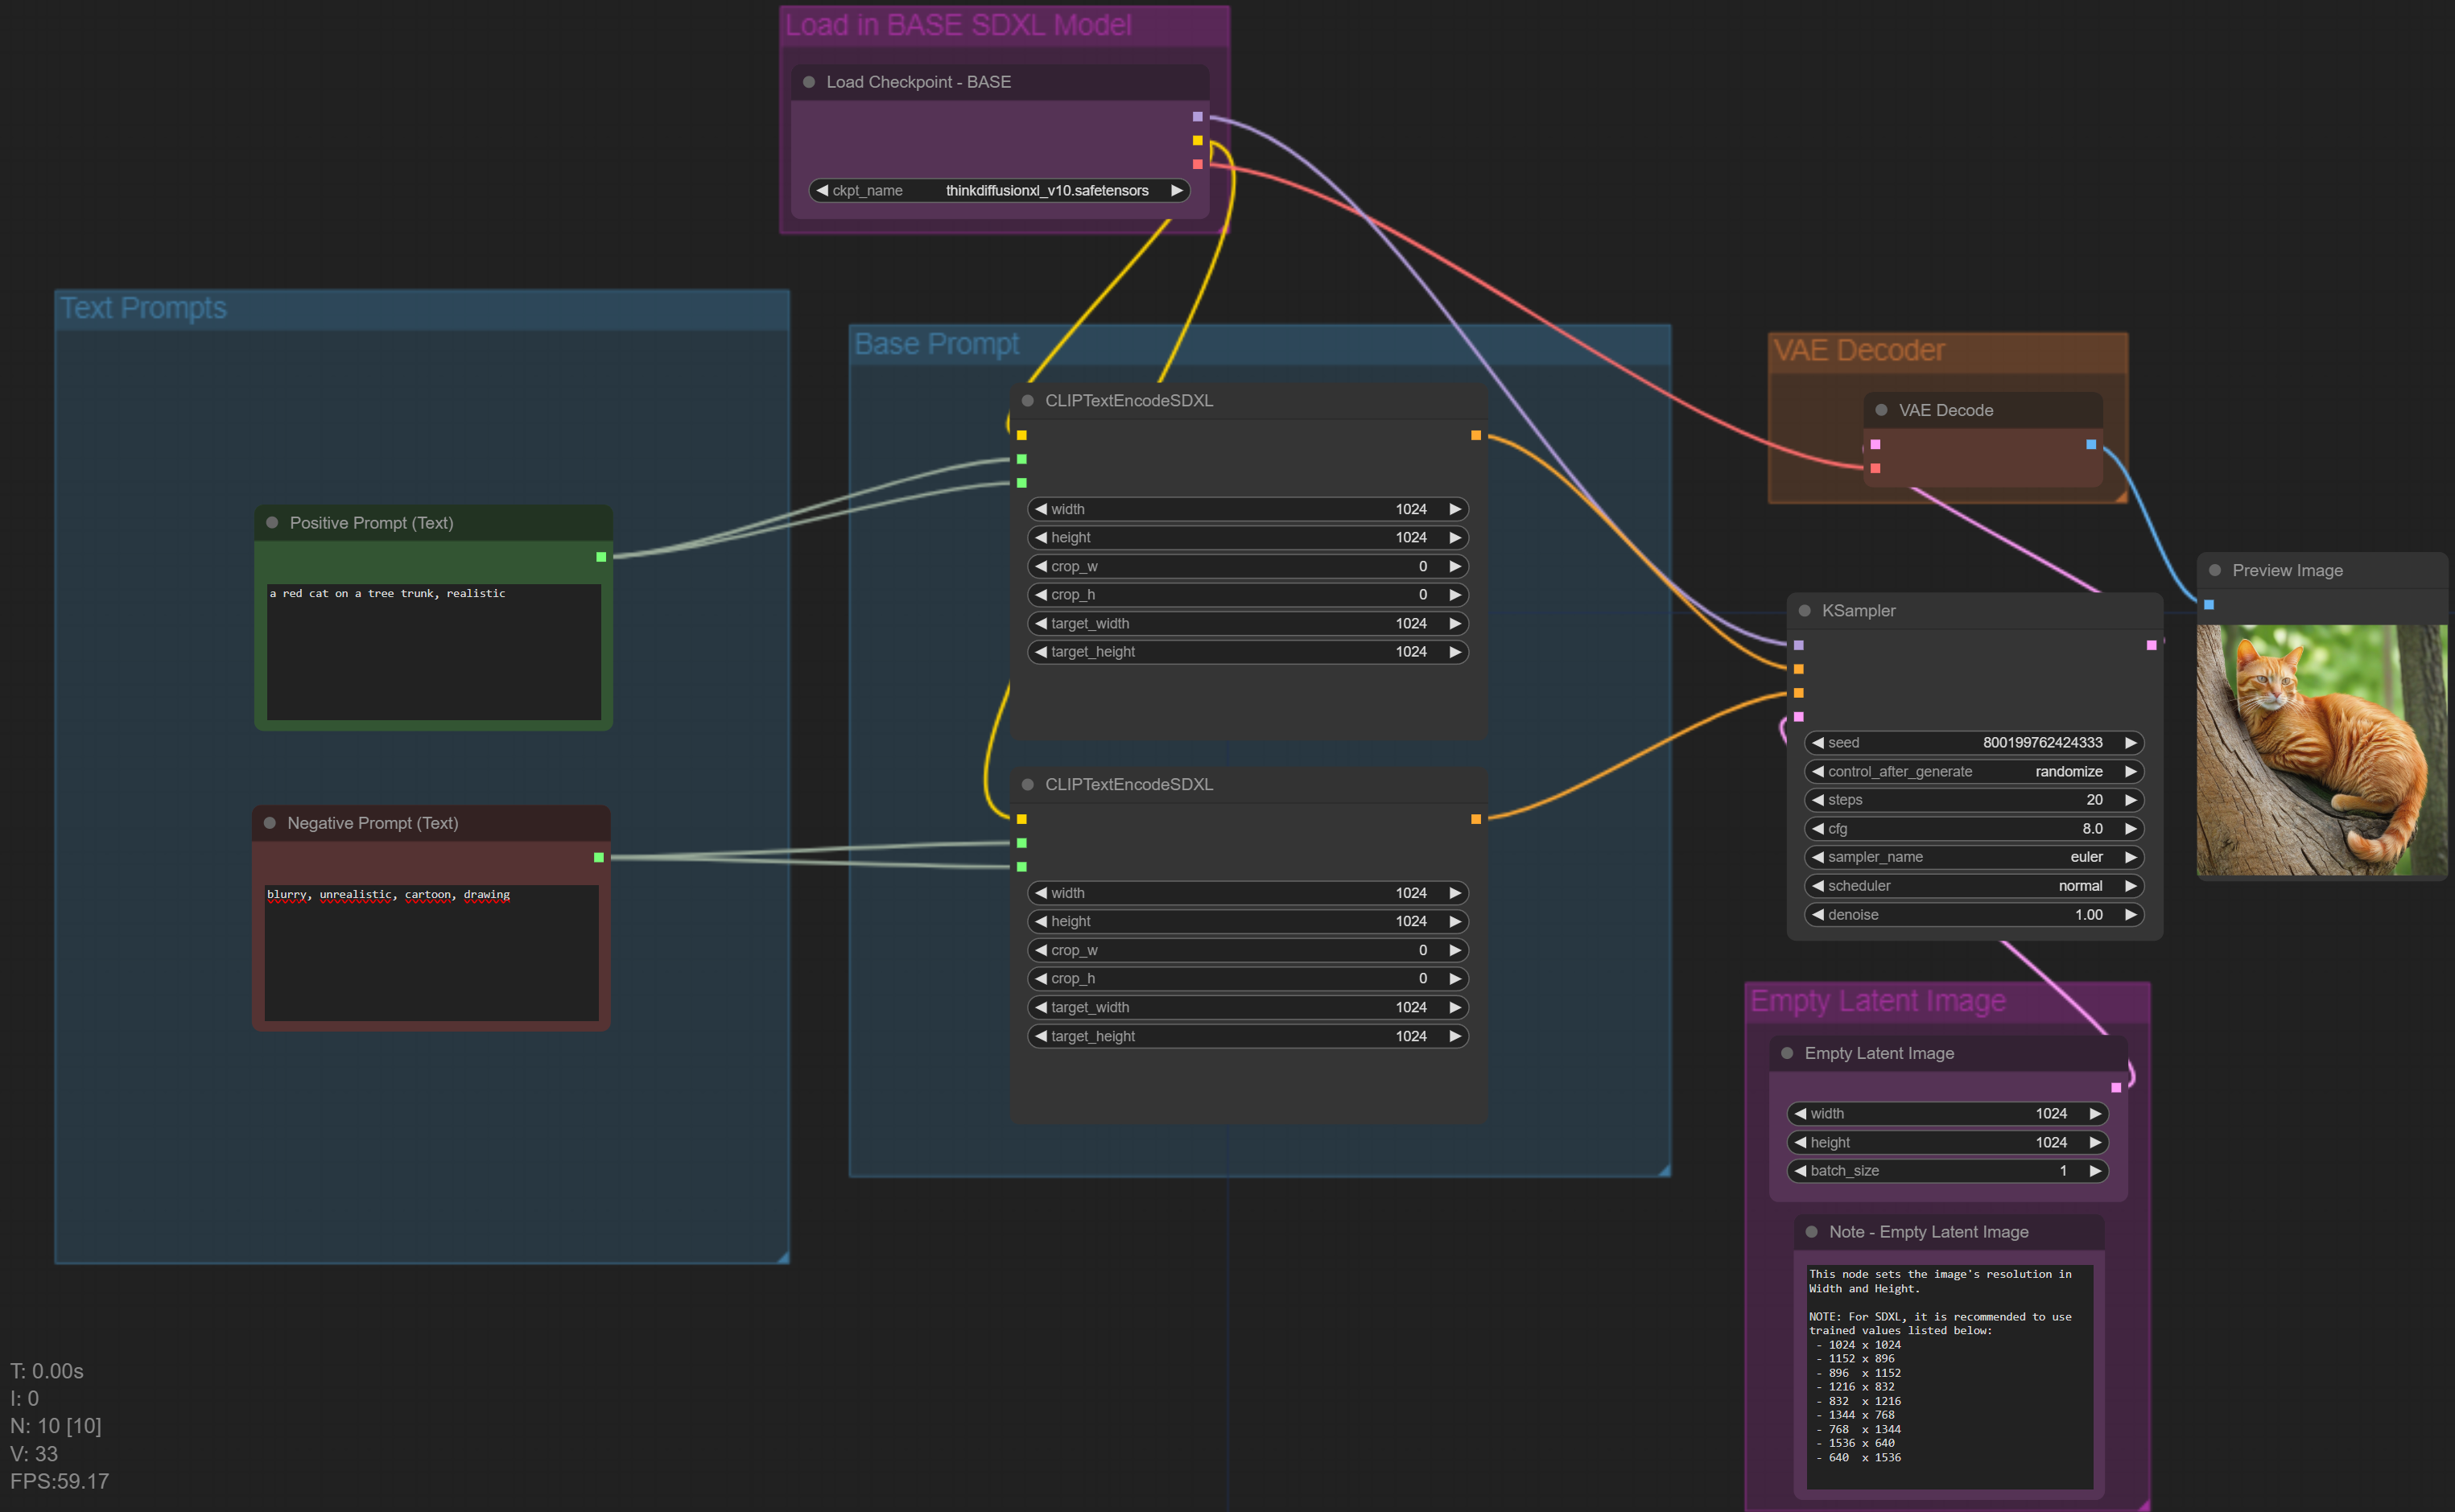 Load in BASE SDXL Model
Load Checkpoint - BASE
ckpt_name thinkdiffusionxl_v10.safetensors
Text Prompts
Positive Prompt (Text)
a red cat on a tree trunk, realistic
Negative Prompt (Text)
blurry, unrealistic, cartoon, drawing
Base Prompt
CLIPTextEncodeSDXL
width 1024
height 1024
crop_w 0
crop_h 0
target_width 1024
target_height 1024
CLIPTextEncodeSDXL
width 1024
height 1024
crop_w 0
crop_h 0
target_width 1024
target_height 1024
VAE Decoder
VAE Decode
KSampler
seed 800199762424333
control_after_generate randomize
steps 20
cfg 8.0
sampler_name euler
scheduler normal
denoise 1.00
Preview Image
Empty Latent Image
Empty Latent Image
width 1024
height 1024
batch_size 1
Note - Empty Latent Image
This node sets the image's resolution in
Width and Height.
NOTE: For SDXL, it is recommended to use
trained values listed below:
- 1024 x 1024
- 1152 x 896
- 896 x 1152
- 1216 x 832
- 832 x 1216
- 1344 x 768
- 768 x 1344
- 1536 x 640
- 640 x 1536
T: 0.00s
I: 0
N: 10 [10]
V: 33
FPS:59.17